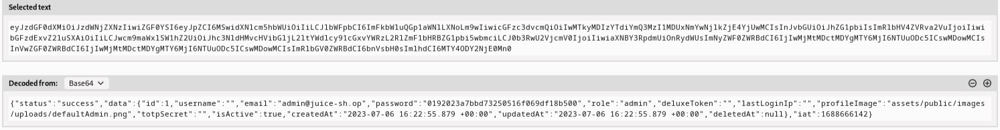 Selected text
eyJzdGF0dXMiOiJzdWNjZXNzIiwiZGF0YSI6eyJpZCI6MSwidXNlcm5hbWUiOiIiLCJlbWFpbCI6ImFkbWluQGp1aWNlLXNoLm9wIiwicGFzc3dvcmQiOiIwMTkyMDIzYTdiYmQ3MzI1MDUxNmYwNjlkZjE4YjUwMCIsInJvbGUiOiJhZG1pbiIsImRlbHV4ZVRva2VuIjoiIiwi
bGFzdExvZ2luSXAiOiIiLCJwcm9maWxlSW1hZ2UiOiJhc3NldHMvcHVibGljL2ltYWdlcy91cGxvYWRzL2RlZmF1bHRBZG1pbi5wbmciLCJ0b3RwU2VjcmV0IjoiIiwiaXNBY3RpdmUiOnRydWUsImNyZWF0ZWRBdCI6IjIwMjMtMDctMDYgMTY6MjI6NTUuODc5ICswMDowMCIs
InVwZGF0ZWRBdCI6IjIwMjMtMDctMDYgMTY6MjI6NTUuODc5ICswMDowMCIsImRlbGV0ZWRBdCI6bnVsbH0sImlhdCI6MTY4ODY2NjE0Mn0
Decoded from: Base64
{"status":"success","data":{"id":1,"username":"","email":"admin@juice-sh.op","password":"0192023a7bbd73250516f069df18b500","role":"admin","deluxeToken":"","lastLoginIp":"","profileImage":"assets/public/images
/uploads/defaultAdmin.png","totpSecret":"","isActive":true,"createdAt":"2023-07-06 16:22:55.879 +00:00","updatedAt":"2023-07-06 16:22:55.879 +00:00","deletedAt":null},"iat":1688666142}